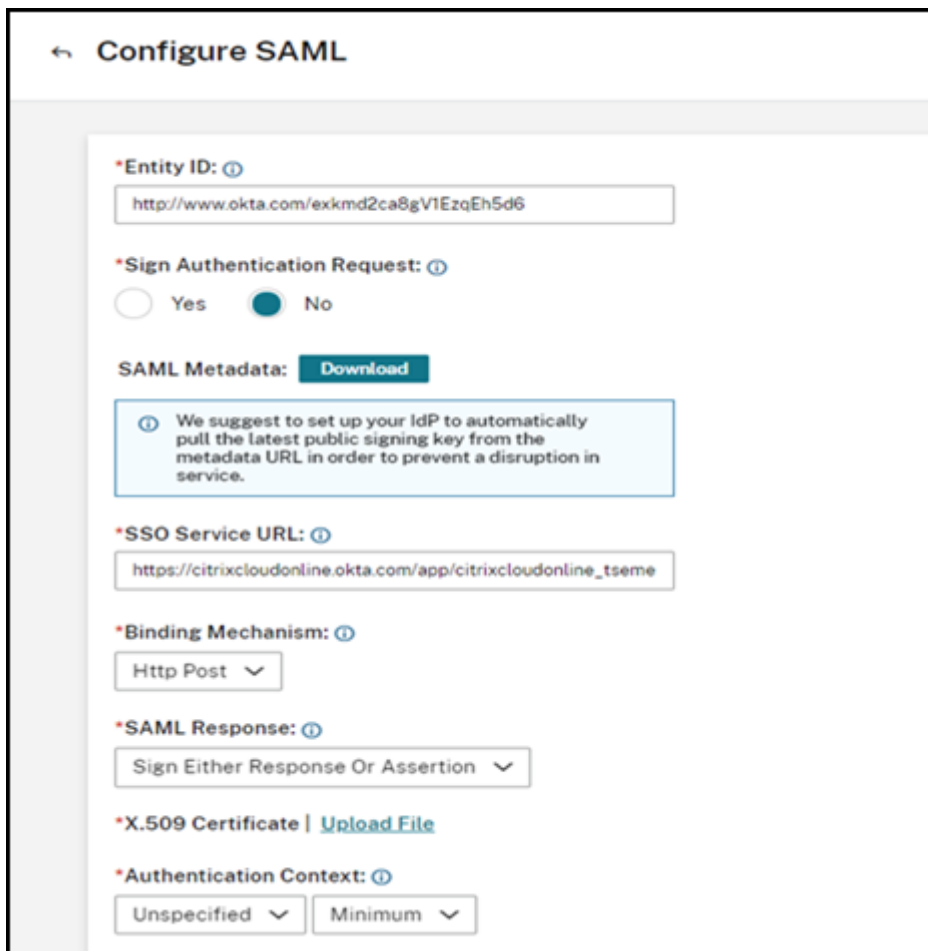 Configure SAML
*Entity ID:
http://www.okta.com/exkmd2ca8gV1EzqEh5d6
*Sign Authentication Request:
Yes No
SAML Metadata: Download
We suggest to set up your IdP to automatically
pull the latest public signing key from the
metadata URL in order to prevent a disruption in
service.
*SSO Service URL:
https://citrixcloudonline.okta.com/app/citrixcloudonline_tseme
*Binding Mechanism:
Http Post
*SAML Response:
Sign Either Response Or Assertion
*X.509 Certificate | Upload File
*Authentication Context:
Unspecified Minimum